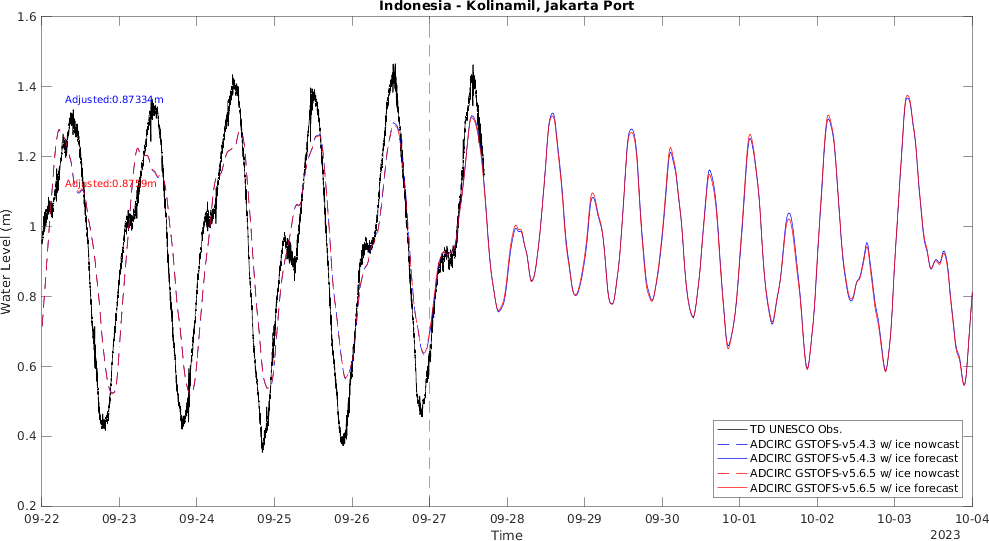 Indonesia - Kolinamil, Jakarta Port
1.6
1.4
1.2
1
0.8
0.6
0.4
0.2
Water Level (m)
Adjusted:0.87334m
Adjusted:0.8759m
TD UNESCO Obs.
ADCIRC GSTOFS-v5.4.3 w/ ice nowcast
ADCIRC GSTOFS-v5.4.3 w/ ice forecast
ADCIRC GSTOFS-v5.6.5 w/ ice nowcast
ADCIRC GSTOFS-v5.6.5 w/ ice forecast
09-22 09-23 09-24 09-25 09-26 09-27 09-28 09-29 09-30 10-01 10-02 10-03 10-04
Time
2023